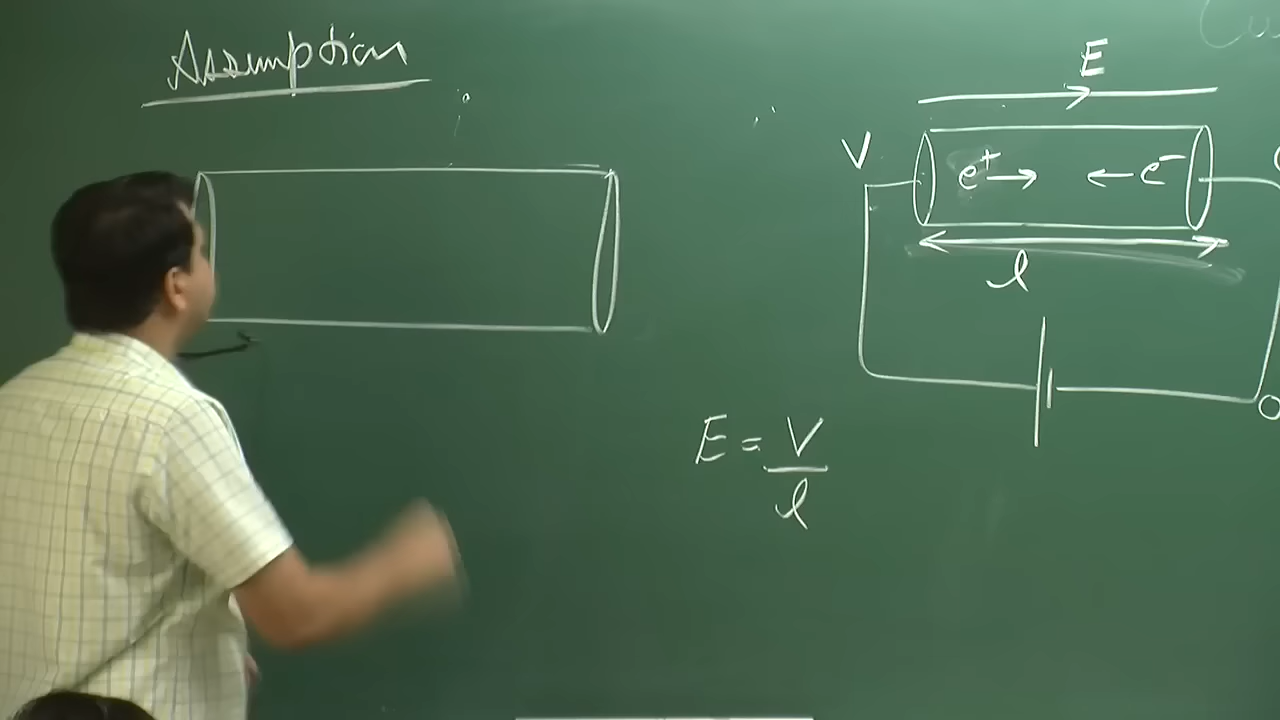 Assumption
E
V
e⁺ → ← e⁻
l
E = V/l